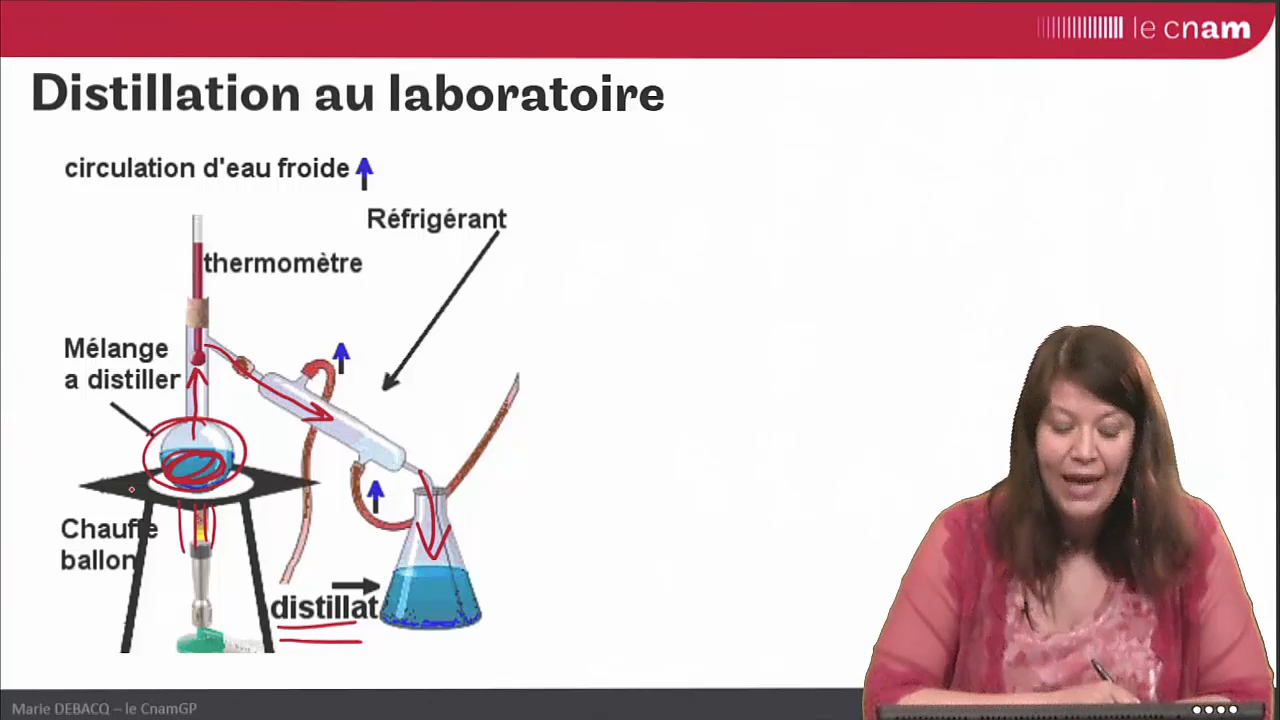 le cnam
Distillation au laboratoire
circulation d'eau froide
Réfrigérant
thermomètre
Mélange
a distiller
Chauffe
ballon
distillat
Marie DEBACQ – le CnamGP